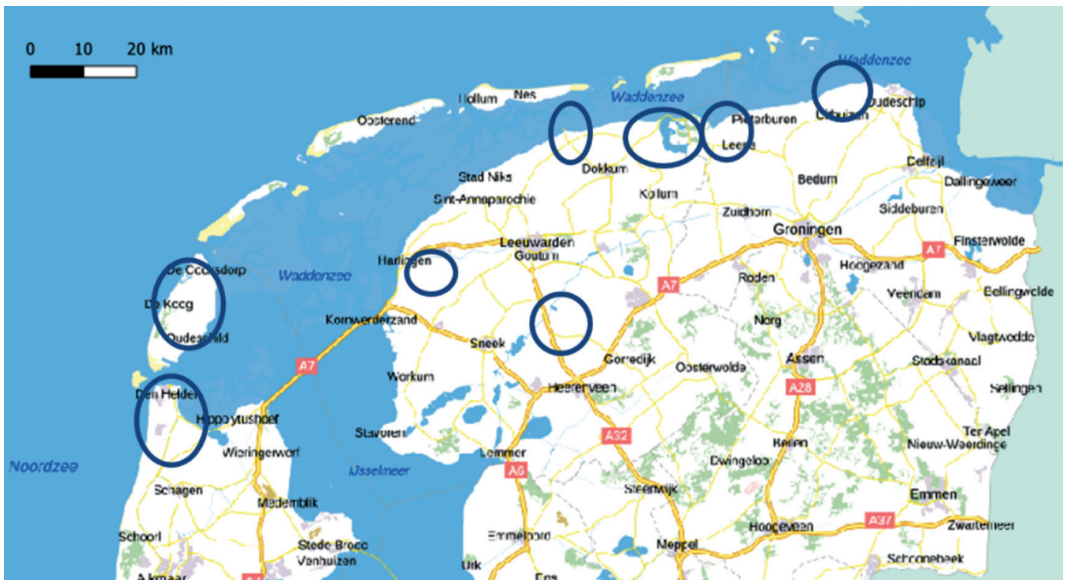 0 10 20 km
Waddenzee
Hollum
Nes
Waddenzee
Oudeschip
Oosterend
Pieterburen
Uithuizen
Leens
Dokkum
Delfzijl
Stad Niks
Bedum
Dallingeweer
Kollum
Sint-Annaparochie
Zuidhorn
Siddeburen
Groningen
Leeuwarden
Goutum
Finsterwolde
A7
Harlingen
De Cocksdorp
Waddenzee
Hoogezand
Roden
A7
Veendam
Bellingwolde
De Koog
Kornwerderzand
Norg
Oudeschild
Sneek
Vlagtwedde
Gorredijk
Assen
Stadskanaal
A7
Oosterwolde
Workum
Heerenveen
A28
Sellingen
Den Helder
Hippolytushoef
Stavoren
A32
Ter Apel
Beilen
Nieuw-Weerdinge
Wieringerwerf
Lemmer
Noordzee
IJsselmeer
A6
Dwingeloo
Schagen
Steenwijk
Emmen
Medemblik
A37
Hoogeveen
Zwartemeer
Schoorl
Emmeloord
Stede Broec
Meppel
Venhuizen
Schoonebeek
Urk
Ens
Alkmaar